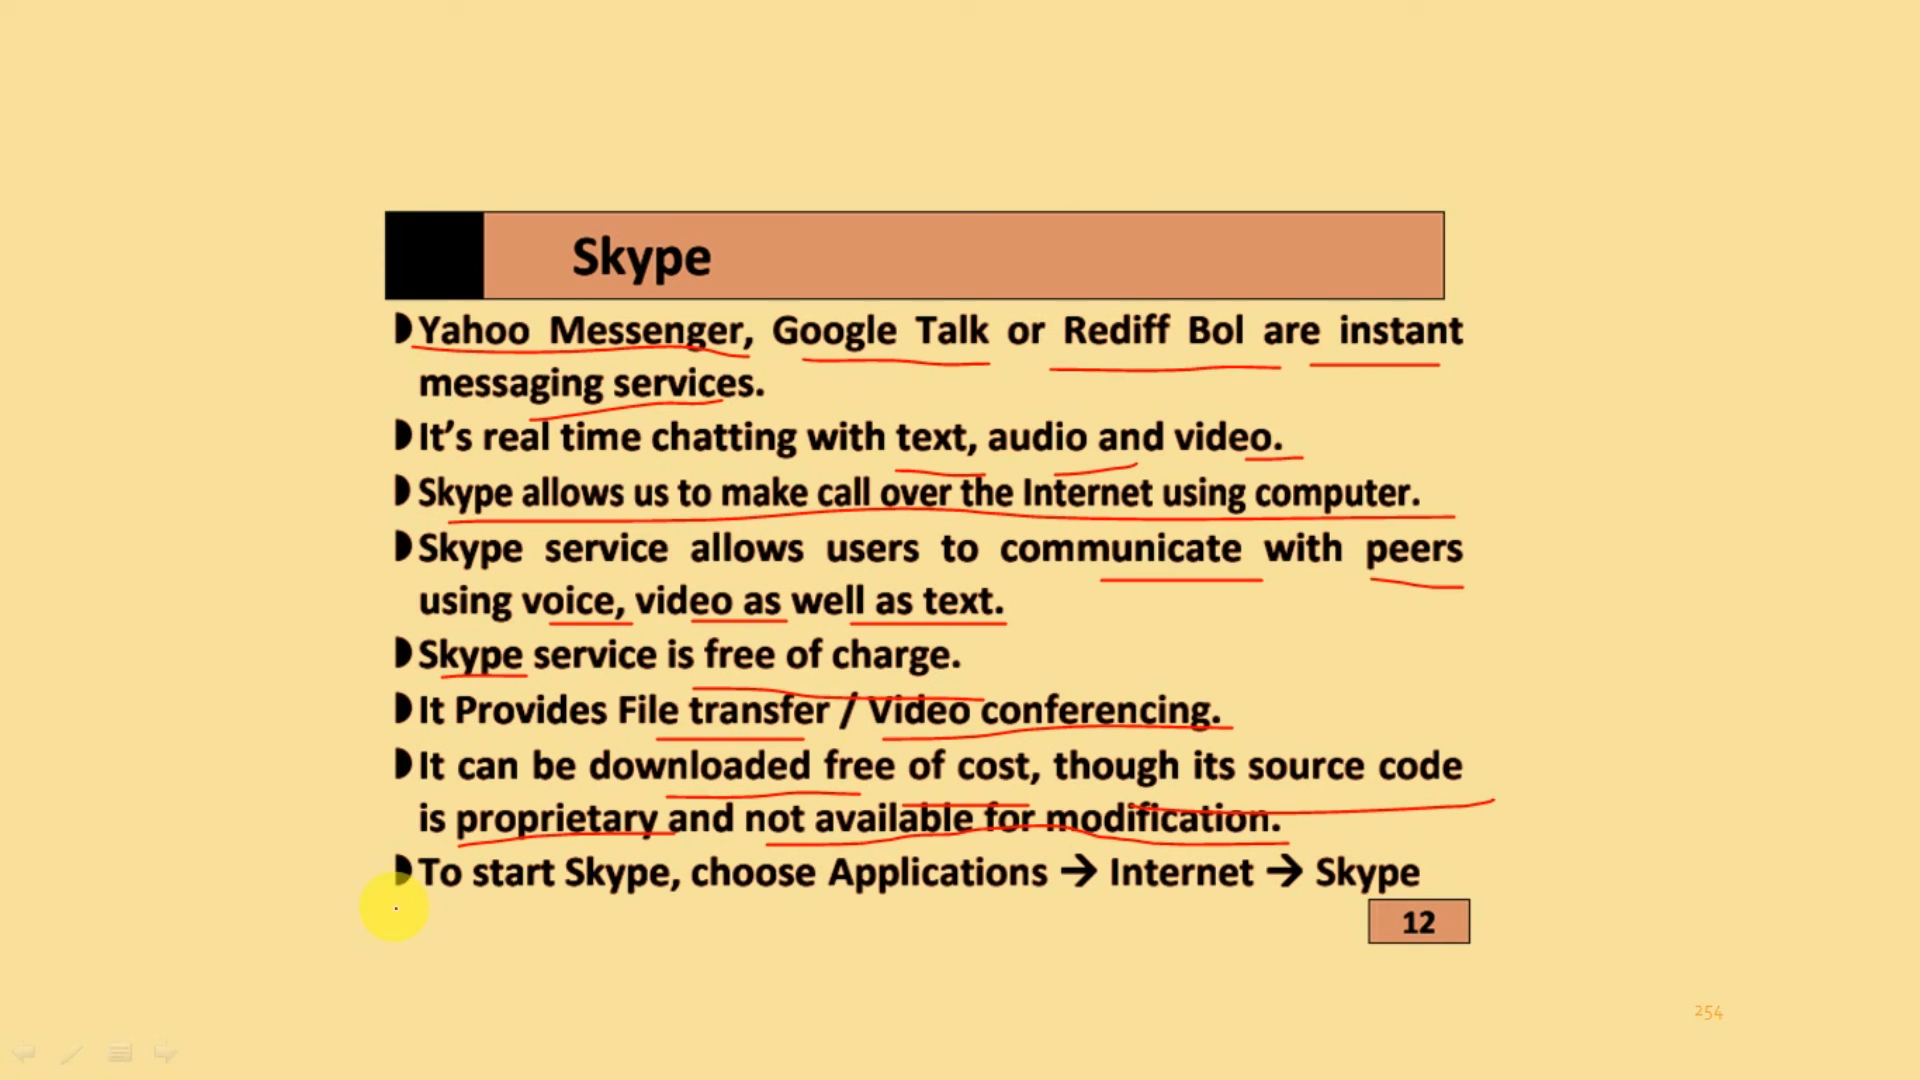 Skype
Yahoo Messenger, Google Talk or Rediff Bol are instant
messaging services.
It's real time chatting with text, audio and video.
Skype allows us to make call over the Internet using computer.
Skype service allows users to communicate with peers
using voice, video as well as text.
Skype service is free of charge.
It Provides File transfer / Video conferencing.
It can be downloaded free of cost, though its source code
is proprietary and not available for modification.
To start Skype, choose Applications → Internet → Skype
12
254